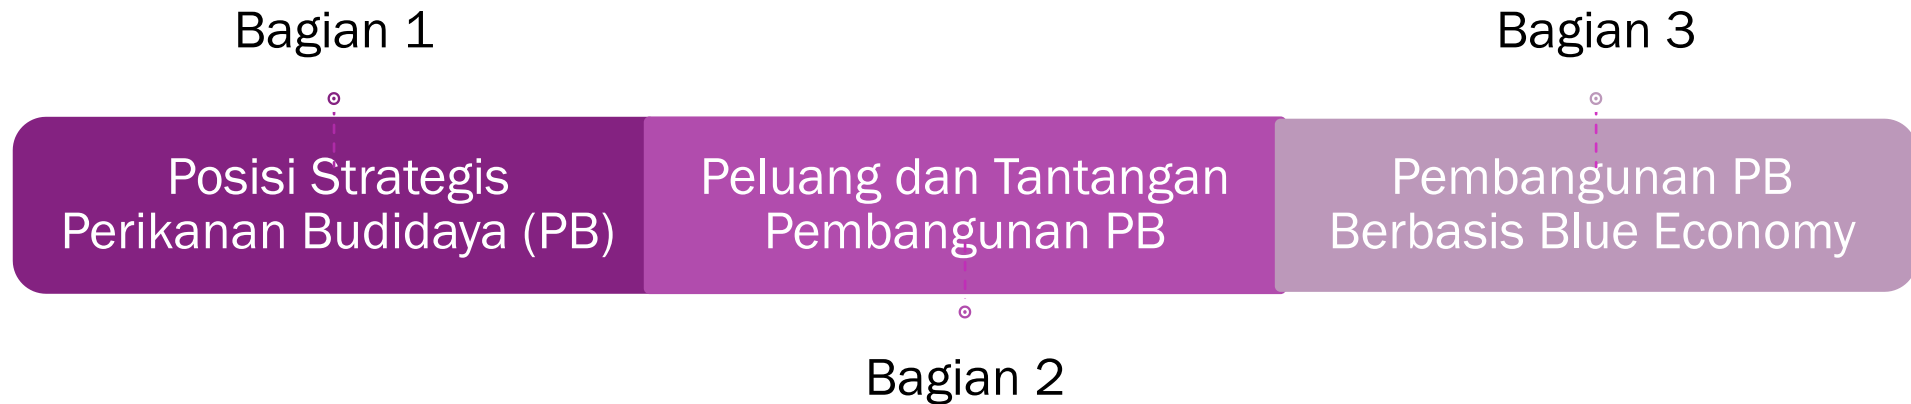 Bagian 1
Posisi Strategis
Perikanan Budidaya (PB)
Peluang dan Tantangan
Pembangunan PB
Bagian 2
Bagian 3
Pembangunan PB
Berbasis Blue Economy